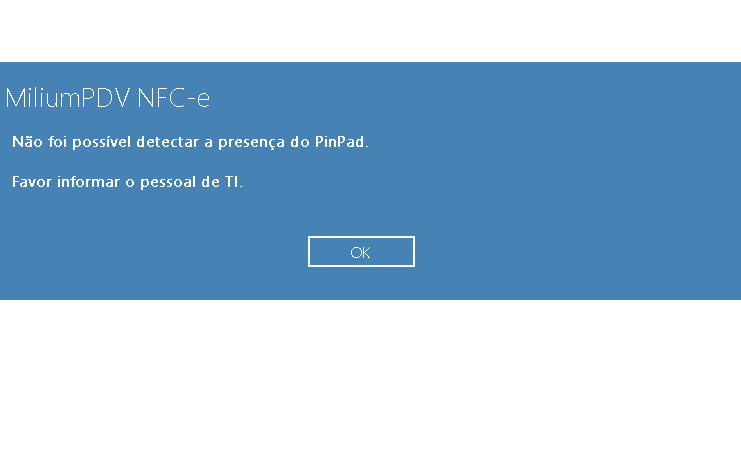 MiliumPDV NFC-e
Não foi possível detectar a presença do PinPad.
Favor informar o pessoal de TI.
OK